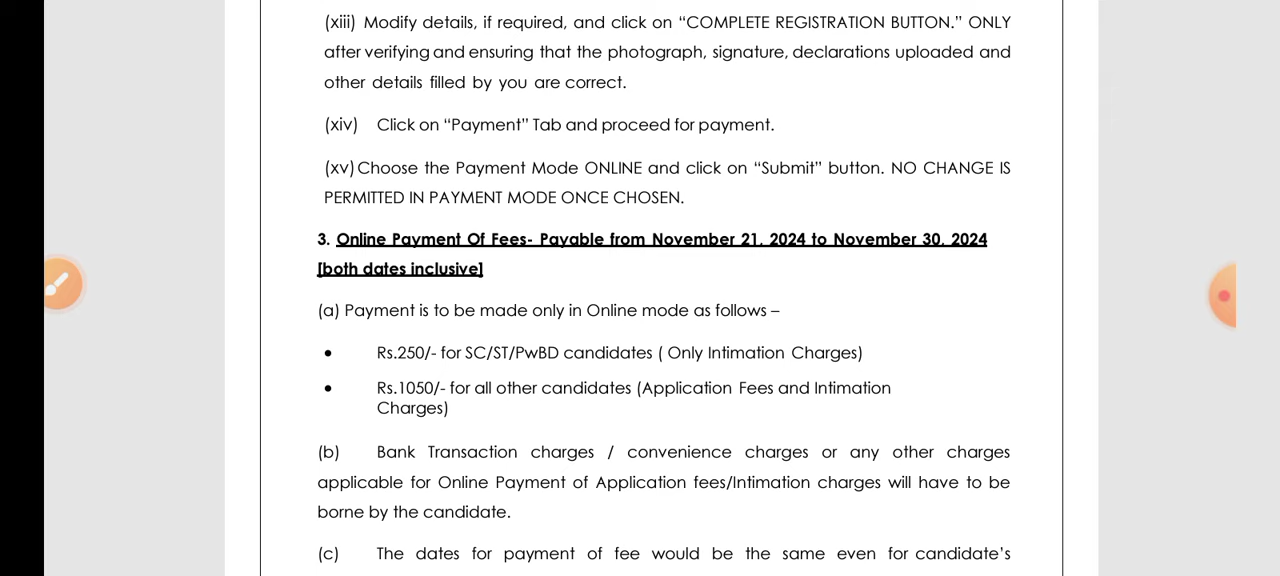 (xiii) Modify details, if required, and click on “COMPLETE REGISTRATION BUTTON.” ONLY
after verifying and ensuring that the photograph, signature, declarations uploaded and
other details filled by you are correct.
(xiv) Click on “Payment” Tab and proceed for payment.
(xv) Choose the Payment Mode ONLINE and click on “Submit” button. NO CHANGE IS
PERMITTED IN PAYMENT MODE ONCE CHOSEN.
3. Online Payment Of Fees- Payable from November 21, 2024 to November 30, 2024
[both dates inclusive]
(a) Payment is to be made only in Online mode as follows –
• Rs.250/- for SC/ST/PwBD candidates ( Only Intimation Charges)
• Rs.1050/- for all other candidates (Application Fees and Intimation
Charges)
(b) Bank Transaction charges / convenience charges or any other charges
applicable for Online Payment of Application fees/Intimation charges will have to be
borne by the candidate.
(c) The dates for payment of fee would be the same even for candidate’s